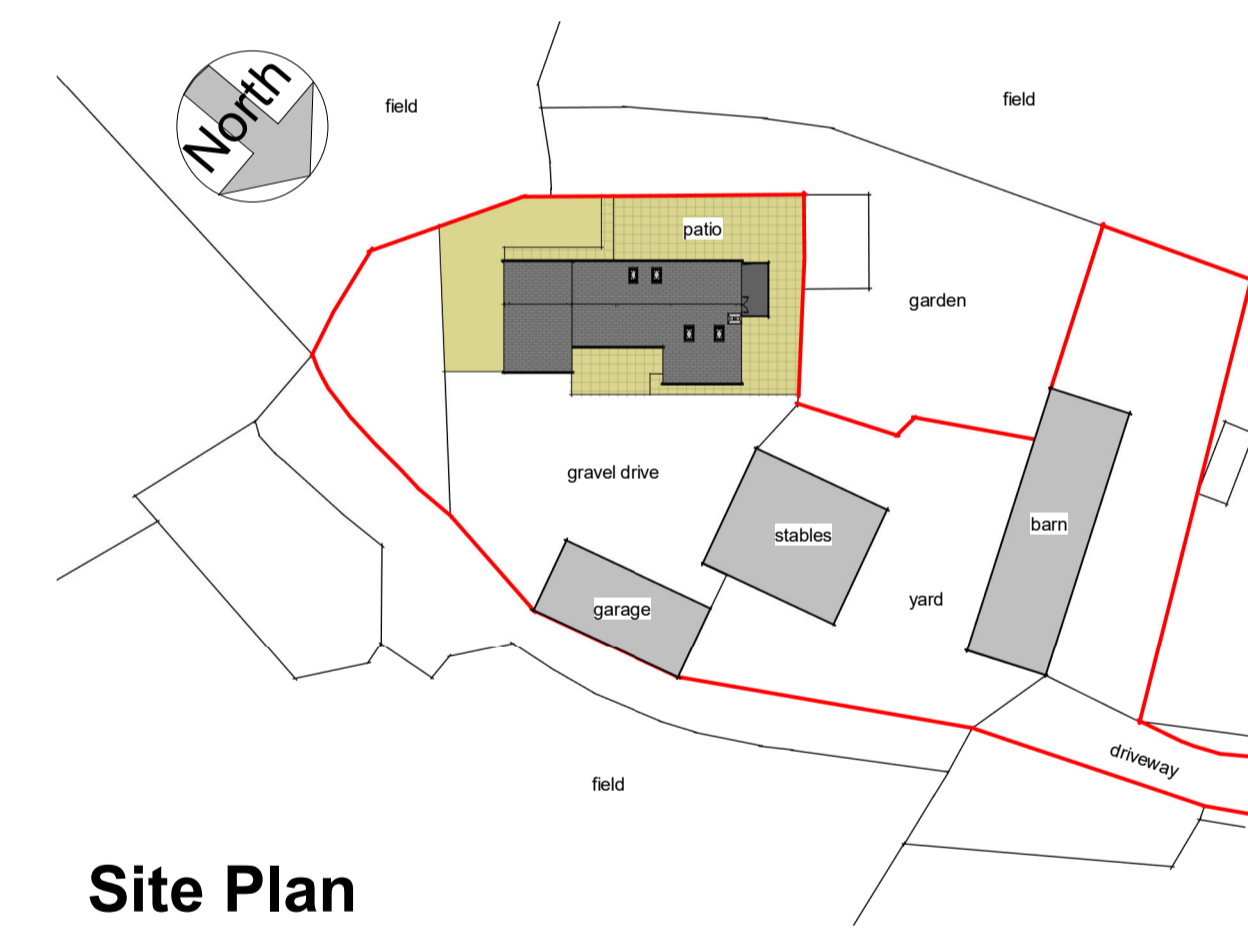 North
field
field
patio
garden
gravel drive
barn
stables
garage
yard
driveway
field
Site Plan